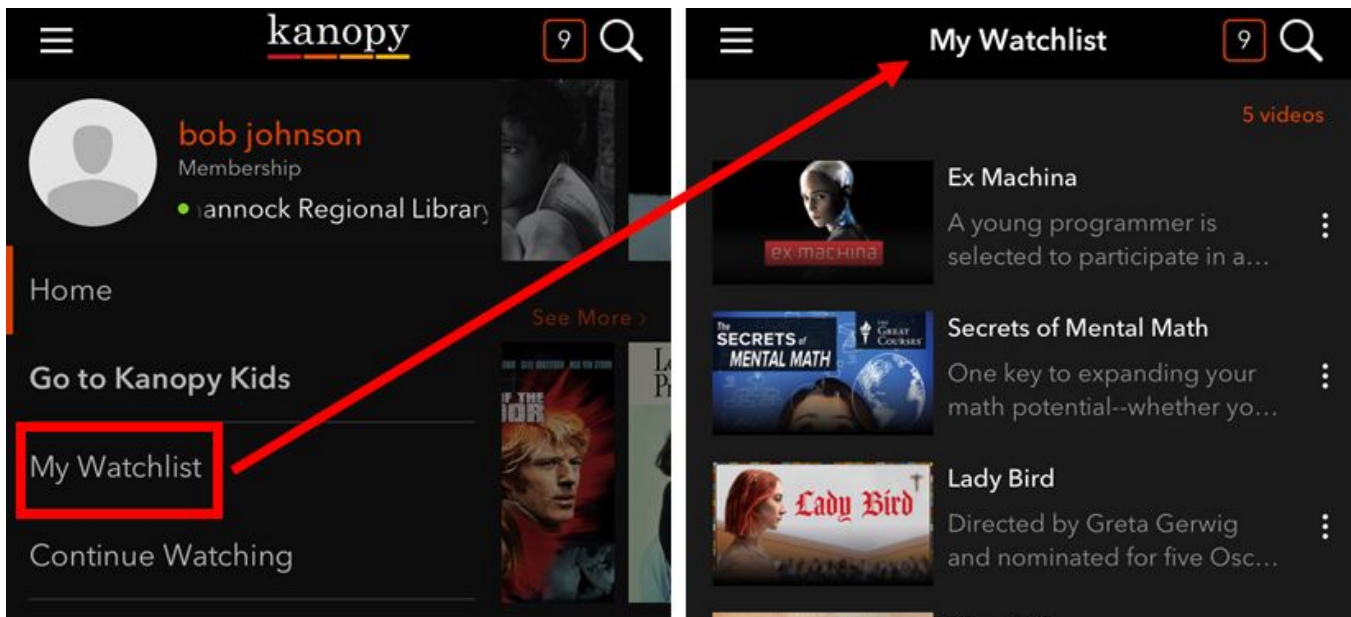 kanopy
9
bob johnson
Membership
annock Regional Library
Home
See More >
Go to Kanopy Kids
My Watchlist
Continue Watching
OF THE
My Watchlist
9
5 videos
Ex Machina
A young programmer is
selected to participate in a...
ex machina
Secrets of Mental Math
One key to expanding your
math potential--whether yo...
The
SECRETS of
MENTAL MATH
THE
GREAT
COURSES
Lady Bird
Directed by Greta Gerwig
and nominated for five Osc...
Lady Bird